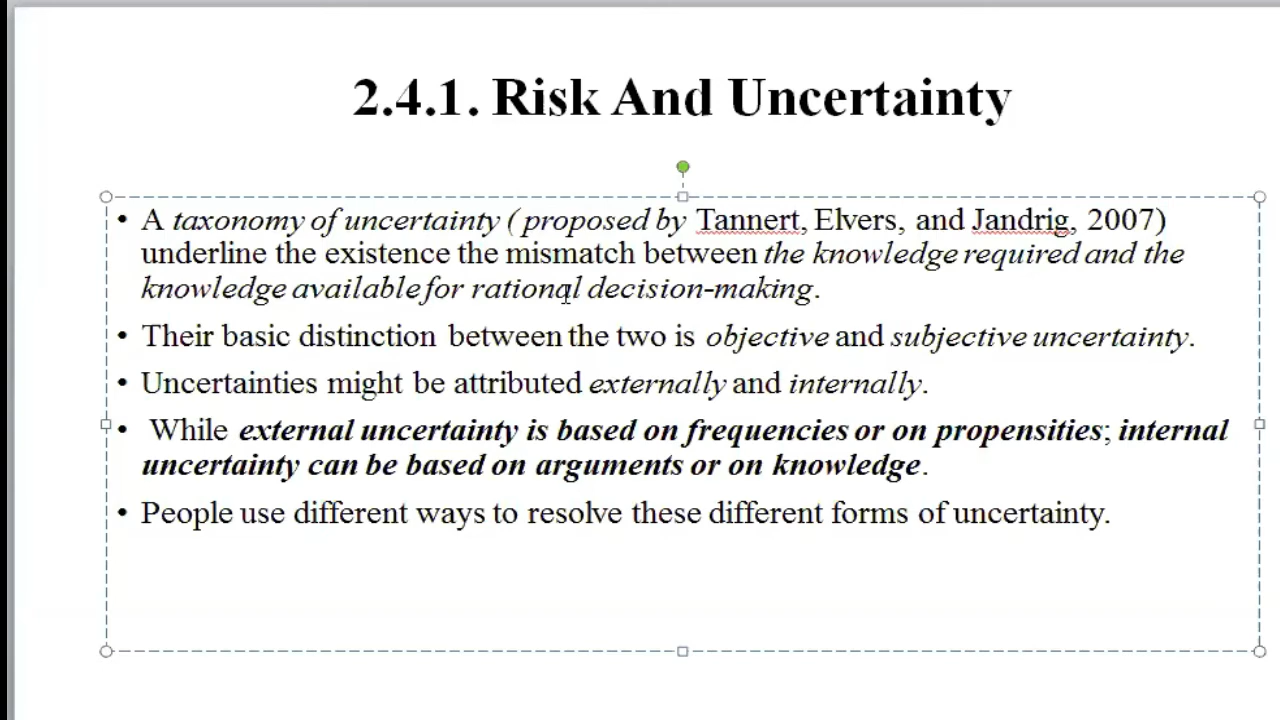 2.4.1. Risk And Uncertainty
• A taxonomy of uncertainty ( proposed by Tannert, Elvers, and Jandrig, 2007)
underline the existence the mismatch between the knowledge required and the
knowledge available for rational decision-making.
• Their basic distinction between the two is objective and subjective uncertainty.
• Uncertainties might be attributed externally and internally.
• While external uncertainty is based on frequencies or on propensities; internal
uncertainty can be based on arguments or on knowledge.
• People use different ways to resolve these different forms of uncertainty.